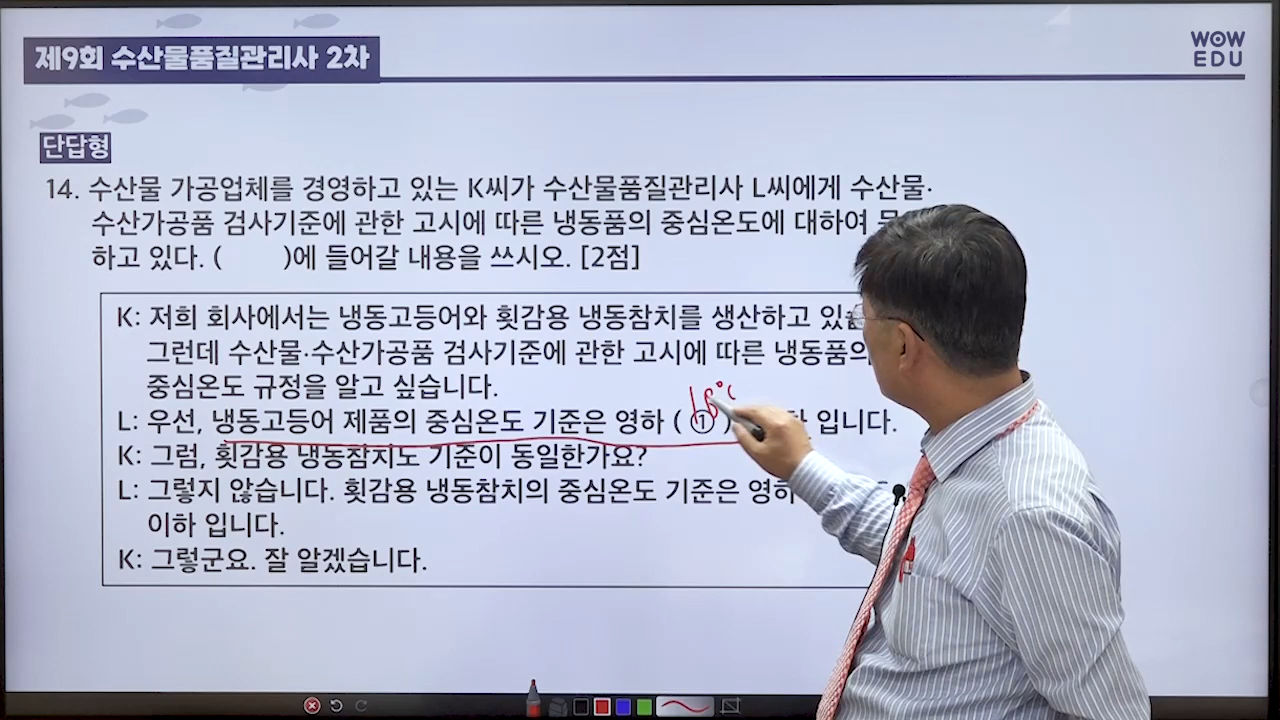 제9회 수산물품질관리사 2차
WOW
EDU
단답형
14. 수산물 가공업체를 경영하고 있는 K씨가 수산물품질관리사 L씨에게 수산물·
수산가공품 검사기준에 관한 고시에 따른 냉동품의 중심온도에 대하여
하고 있다. ( )에 들어갈 내용을 쓰시오. [2점]
K: 저희 회사에서는 냉동고등어와 횟감용 냉동참치를 생산하고
그런데 수산물·수산가공품 검사기준에 관한 고시에 따른 냉동품의
중심온도 규정을 알고 싶습니다.
18℃
L: 우선, 냉동고등어 제품의 중심온도 기준은 영하 ( ① ) 입니다.
K: 그럼, 횟감용 냉동참치도 기준이 동일한가요?
L: 그렇지 않습니다. 횟감용 냉동참치의 중심온도 기준은 영하
이하 입니다.
K: 그렇군요. 잘 알겠습니다.